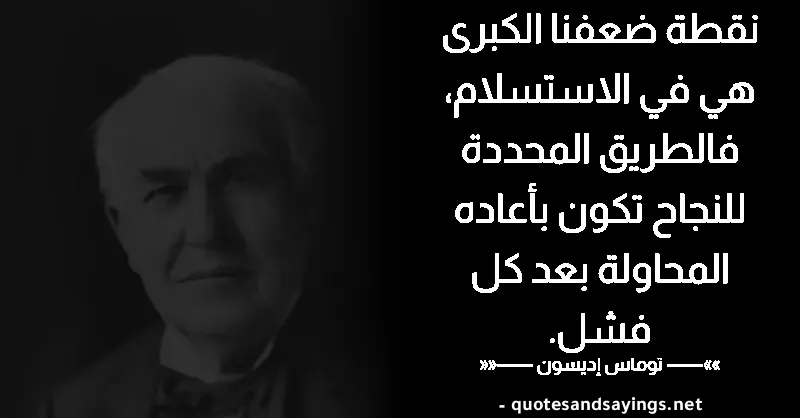 نقطة ضعفنا الكبرى
هي في الاستسلام،
فالطريق المحددة
للنجاح تكون بأعاده
المحاولة بعد كل
فشل.
»»—— توماس إديسون ——««
- quotesandsayings.net